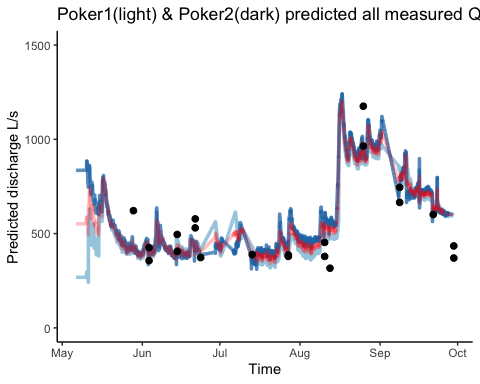 Poker1(light) & Poker2(dark) predicted all measured Q
1500
1000
500
0
Predicted discharge L/s
May Jun Jul Aug Sep Oct
Time